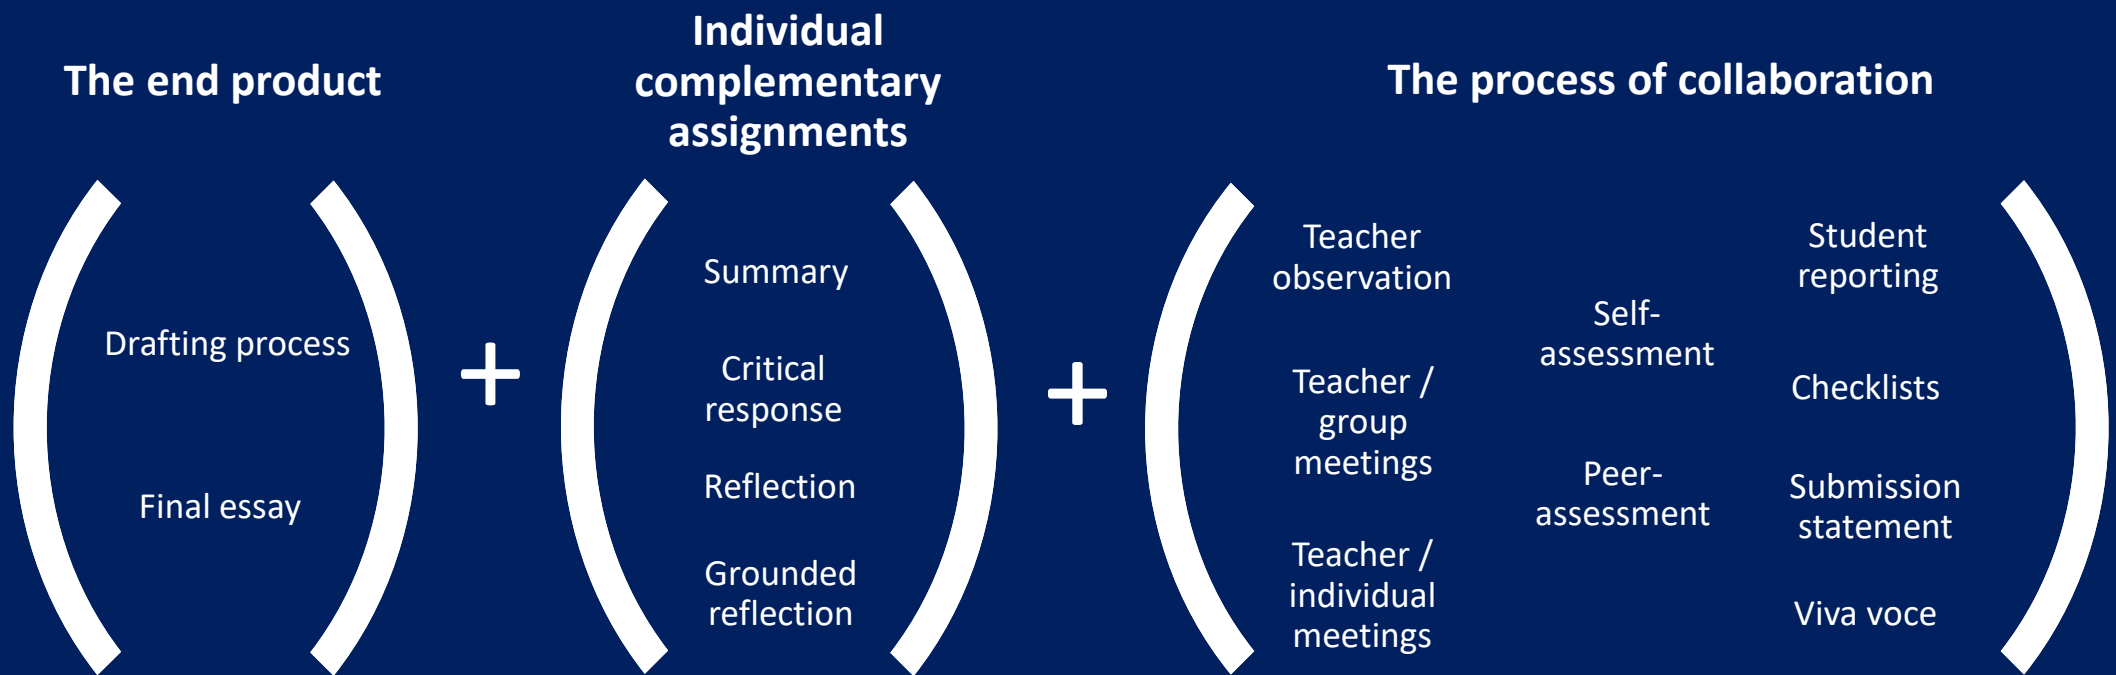 The end product
Drafting process
Final essay
+
Individual
complementary
assignments
Summary
Critical
response
Reflection
Grounded
reflection
+
The process of collaboration
Teacher
observation
Teacher /
group
meetings
Teacher /
individual
meetings
Self-
assessment
Peer-
assessment
Student
reporting
Checklists
Submission
statement
Viva voce